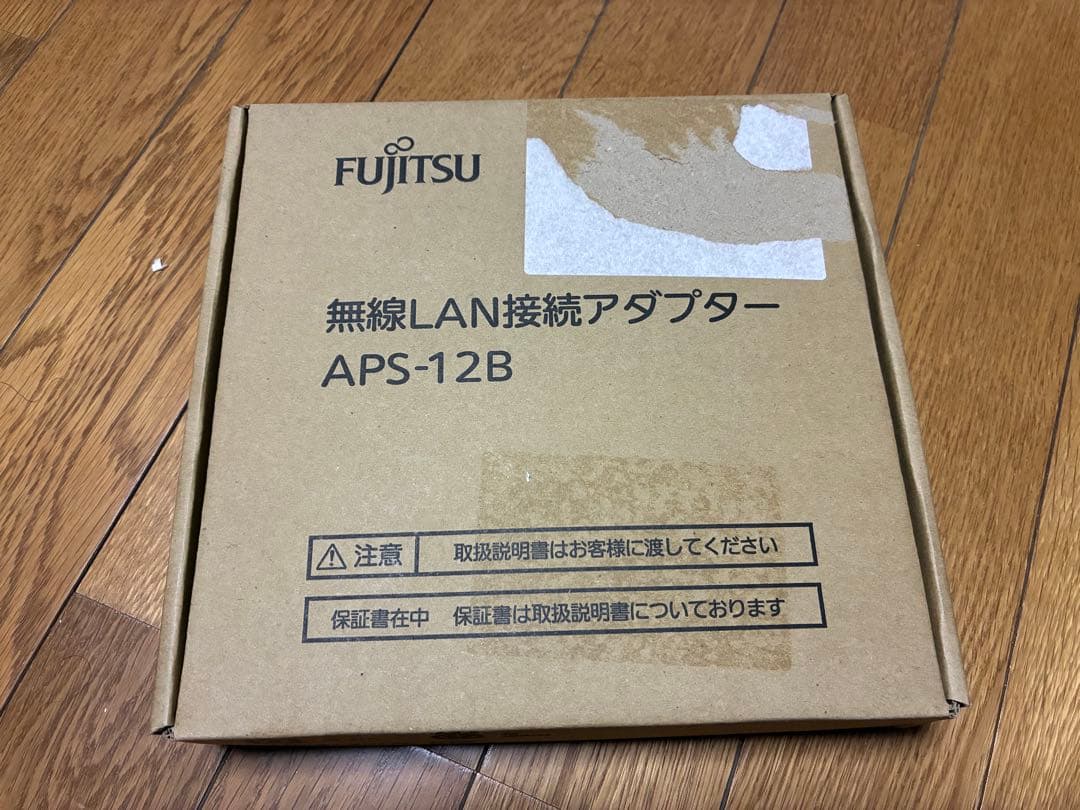 FUJITSU
無線LAN接続アダプター
APS-12B
注意 取扱説明書はお客様に渡してください
保証書在中 保証書は取扱説明書についております